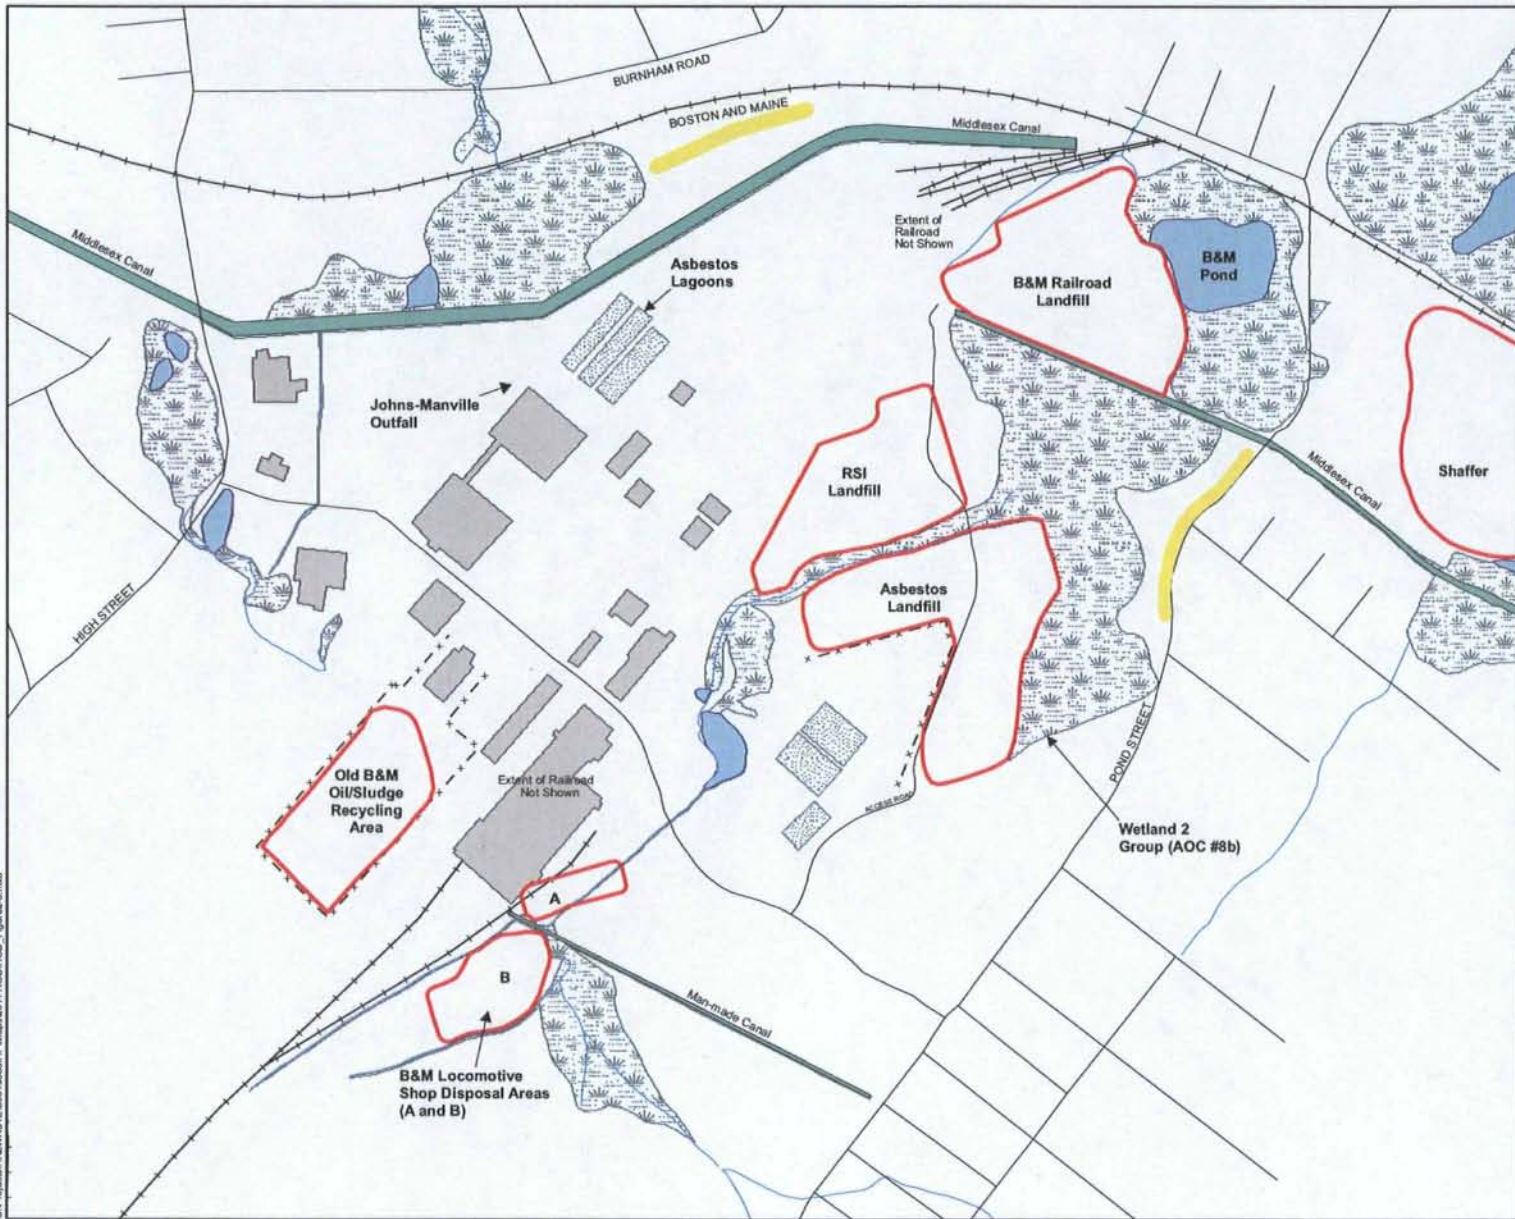 BURNHAM ROAD
BOSTON AND MAINE
Middlesex Canal
Middlesex Canal
Extent of
Railroad
Not Shown
Asbestos
Lagoons
B&M
Pond
B&M Railroad
Landfill
Johns-Manville
Outfall
RSI
Landfill
Shaffer
Middlesex Canal
Asbestos
Landfill
HIGH STREET
Old B&M
Oil/Sludge
Recycling
Area
Extent of Railroad
Not Shown
POND STREET
ACCESS ROAD
Wetland 2
Group (AOC #8b)
A
B
Man-made Canal
B&M Locomotive
Shop Disposal Areas
(A and B)